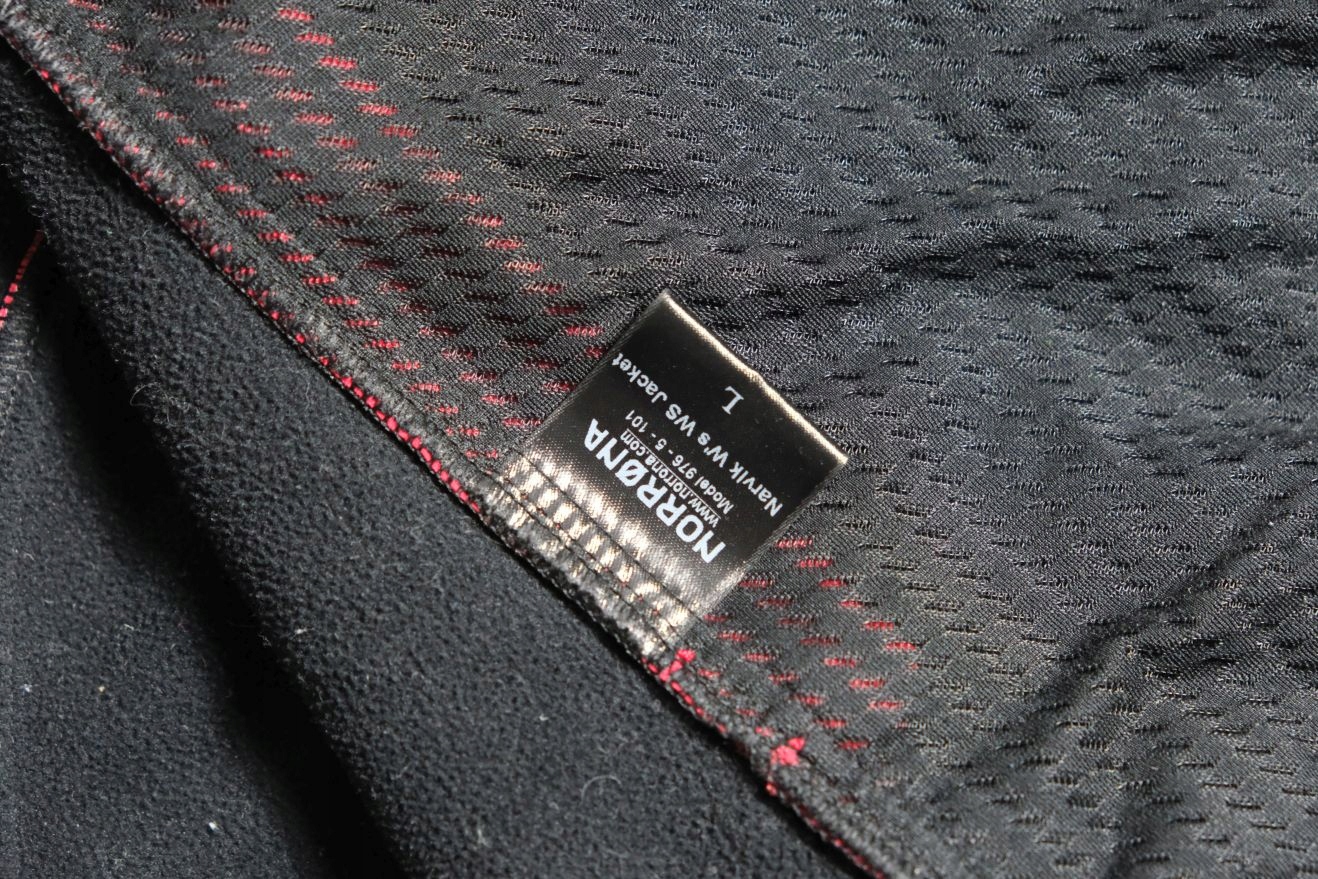 NORRØNA
www.norrona.com
Model 976 - 5 - 101
Narvik W's WS Jacket
L